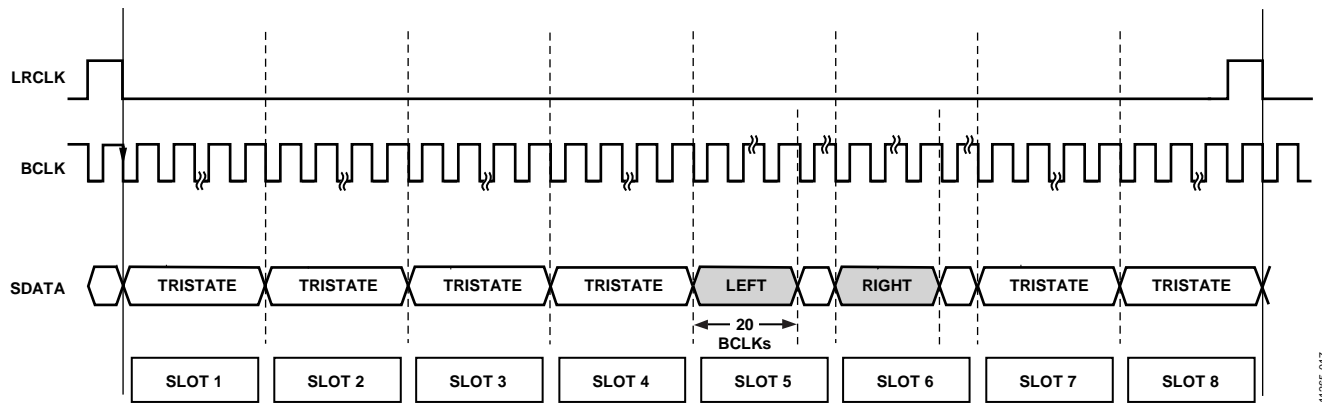 LRCLK
BCLK
SDATA
TRISTATE TRISTATE TRISTATE TRISTATE LEFT RIGHT TRISTATE TRISTATE
20
BCLKs
SLOT 1 SLOT 2 SLOT 3 SLOT 4 SLOT 5 SLOT 6 SLOT 7 SLOT 8